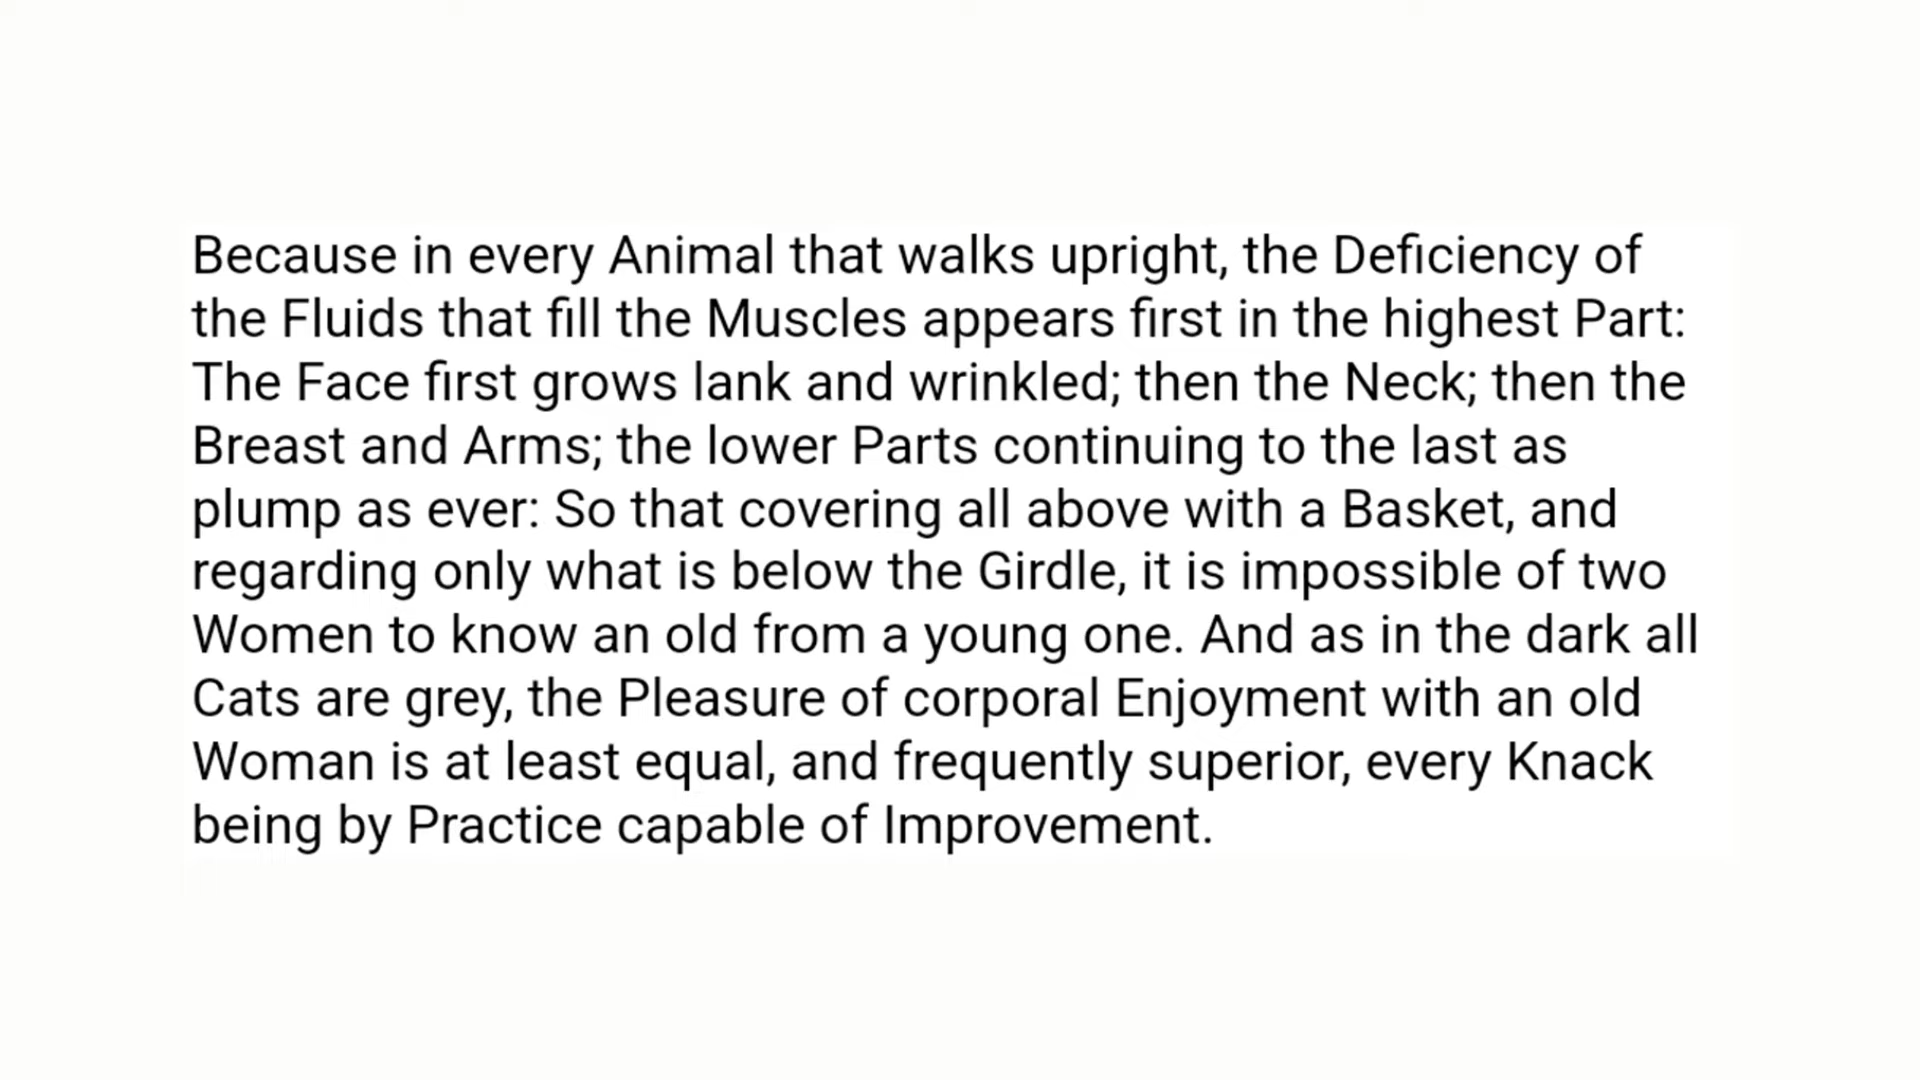 Because in every Animal that walks upright, the Deficiency of
the Fluids that fill the Muscles appears first in the highest Part:
The Face first grows lank and wrinkled; then the Neck; then the
Breast and Arms; the lower Parts continuing to the last as
plump as ever: So that covering all above with a Basket, and
regarding only what is below the Girdle, it is impossible of two
Women to know an old from a young one. And as in the dark all
Cats are grey, the Pleasure of corporal Enjoyment with an old
Woman is at least equal, and frequently superior, every Knack
being by Practice capable of Improvement.